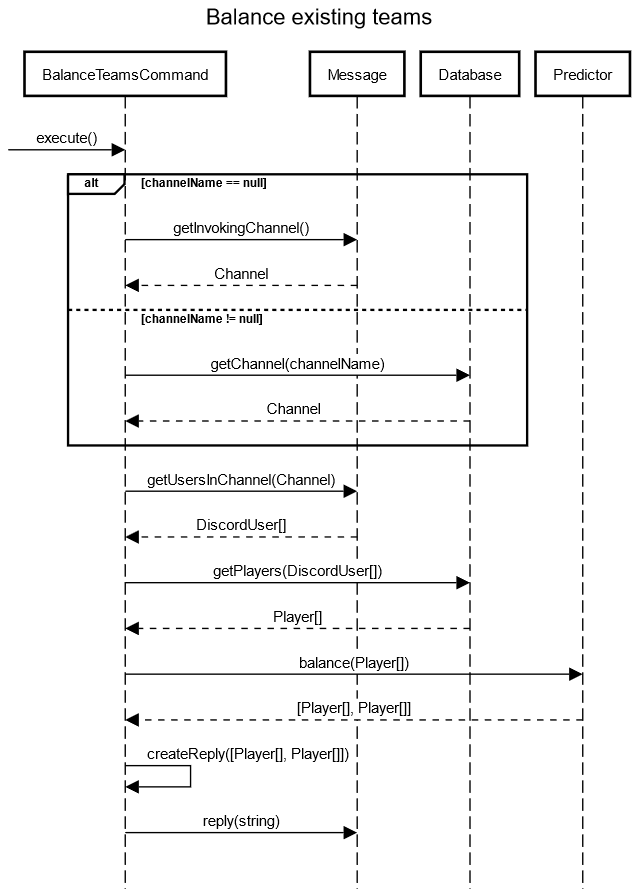 Balance existing teams
BalanceTeamsCommand
Message
Database
Predictor
execute()
alt
[channelName == null]
getInvokingChannel()
Channel
[channelName != null]
getChannel(channelName)
Channel
getUsersInChannel(Channel)
DiscordUser[]
getPlayers(DiscordUser[])
Player[]
balance(Player[])
[Player[], Player[]]
createReply([Player[], Player[]])
reply(string)